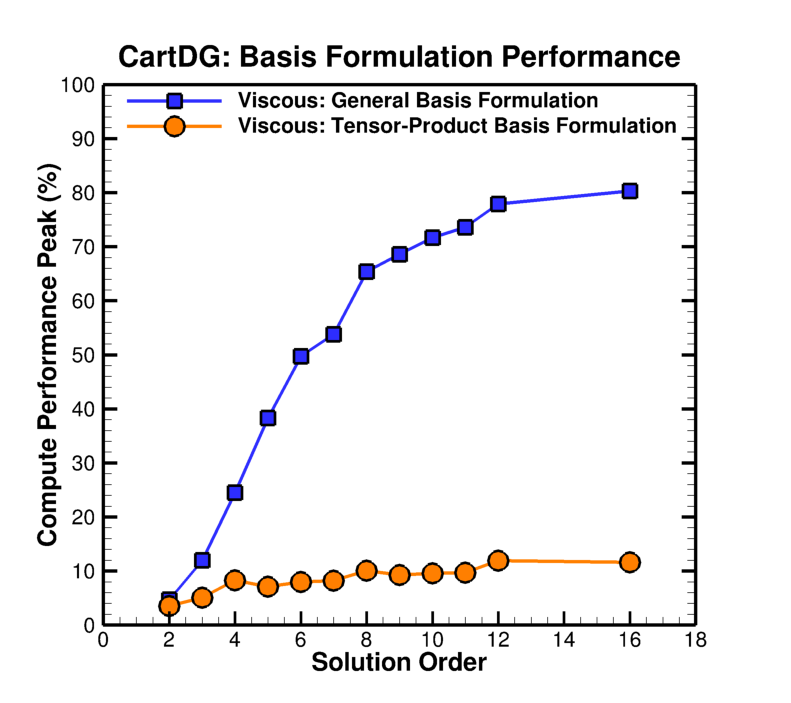 CartDG: Basis Formulation Performance
Viscous: General Basis Formulation
Viscous: Tensor-Product Basis Formulation
Compute Performance Peak (%)
100
90
80
70
60
50
40
30
20
10
0
0 2 4 6 8 10 12 14 16 18
Solution Order